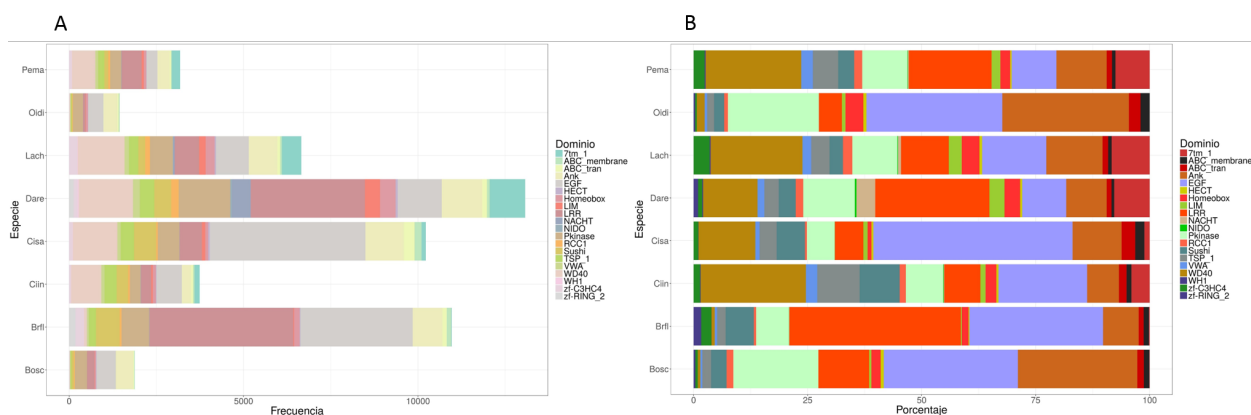 A
B
Especie
Pema
Oidi
Lach
Dare
Cisa
Ciin
Brfl
Bosc
0
5000
10000
Frecuencia
Dominio
7tm_1
ABC_membrane
ABC_tran
Ank
EGF
HECT
Homeobox
LIM
LRR
NACHT
NIDO
Pkinase
RCC1
Sushi
TSP_1
VWA
WD40
WH1
zf-C3HC4
zf-RING_2
Especie
Pema
Oidi
Lach
Dare
Cisa
Ciin
Brfl
Bosc
0
25
50
75
100
Porcentaje
Dominio
7tm_1
ABC_membrane
ABC_tran
Ank
EGF
HECT
Homeobox
LIM
LRR
NACHT
NIDO
Pkinase
RCC1
Sushi
TSP_1
VWA
WD40
WH1
zf-C3HC4
zf-RING_2